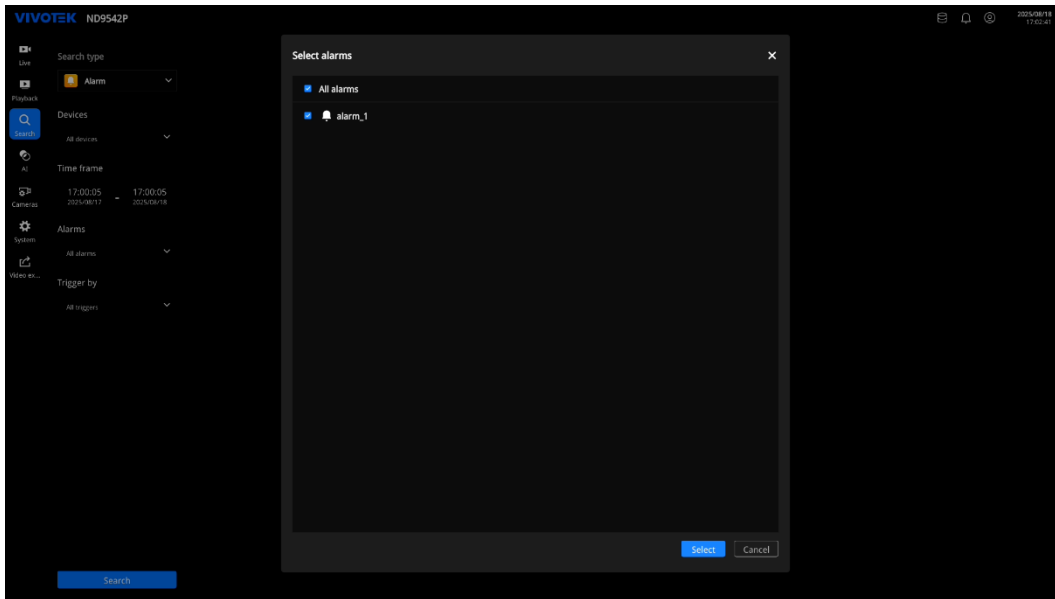 VIVOTEK ND9542P
2025/08/18
17:02:41
Live
Playback
Search
AI
Cameras
System
Video ex...
Search type
Alarm
Devices
All devices
Time frame
17:00:05 - 17:00:05
2025/08/17 2025/08/18
Alarms
All alarms
Trigger by
All triggers
Search
Select alarms
All alarms
alarm_1
Select Cancel